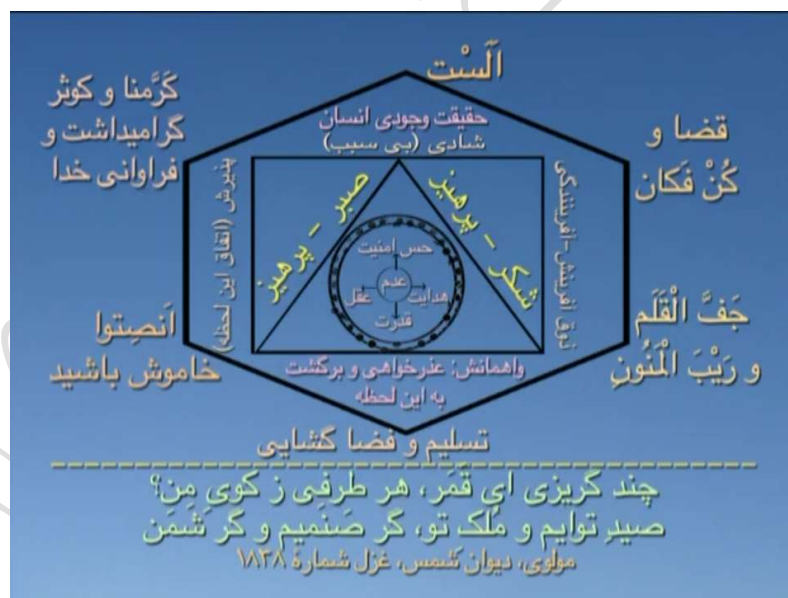 اَلَسْت
کَرَّمنا و کوثر
گرامیداشت و
فراوانی خدا
قضا و
کُنْ فَکان
حقیقت وجودی انسان
شادی (بی سبب)
پذیرش (اتفاق این لحظه)
صبر - پرهیز
شکر - پرهیز
ذوق آفرینش-آفرینندگی
حس امنیت
عقل
عدم
هدایت
قدرت
اَنصِتوا
خاموش باشید
جَفَّ الْقَلَم
و رَیْبَ الْمَنُونِ
واهمانش: عذرخواهی و برگشت
به این لحظه
تسلیم و فضا گشایی
چند گریزی ای قَمَر، هر طرفی ز کوی من؟
صیدِ توایم و مُلک تو، گر صَنَمیم و گر شَمَن
مولوی، دیوان شمس، غزل شمارهٔ ۱۸۳۸